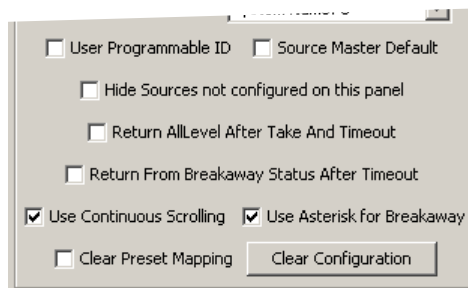 User Programmable ID Source Master Default
Hide Sources not configured on this panel
Return AllLevel After Take And Timeout
Return From Breakaway Status After Timeout
Use Continuous Scrolling Use Asterisk for Breakaway
Clear Preset Mapping Clear Configuration